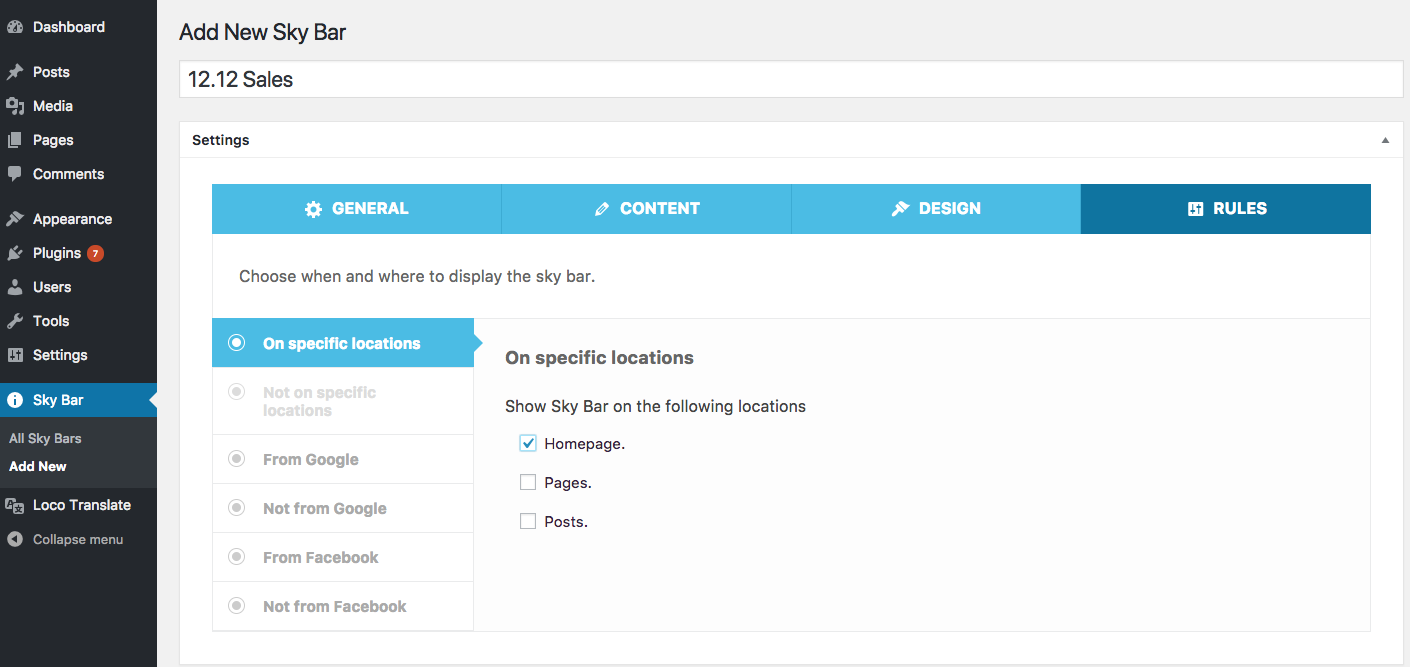 Dashboard
Posts
Media
Pages
Comments
Appearance
Plugins 7
Users
Tools
Settings
Sky Bar
All Sky Bars
Add New
Loco Translate
Collapse menu
Add New Sky Bar
12.12 Sales
Settings
GENERAL CONTENT DESIGN RULES
Choose when and where to display the sky bar.
On specific locations
Not on specific
locations
From Google
Not from Google
From Facebook
Not from Facebook
On specific locations
Show Sky Bar on the following locations
Homepage.
Pages.
Posts.